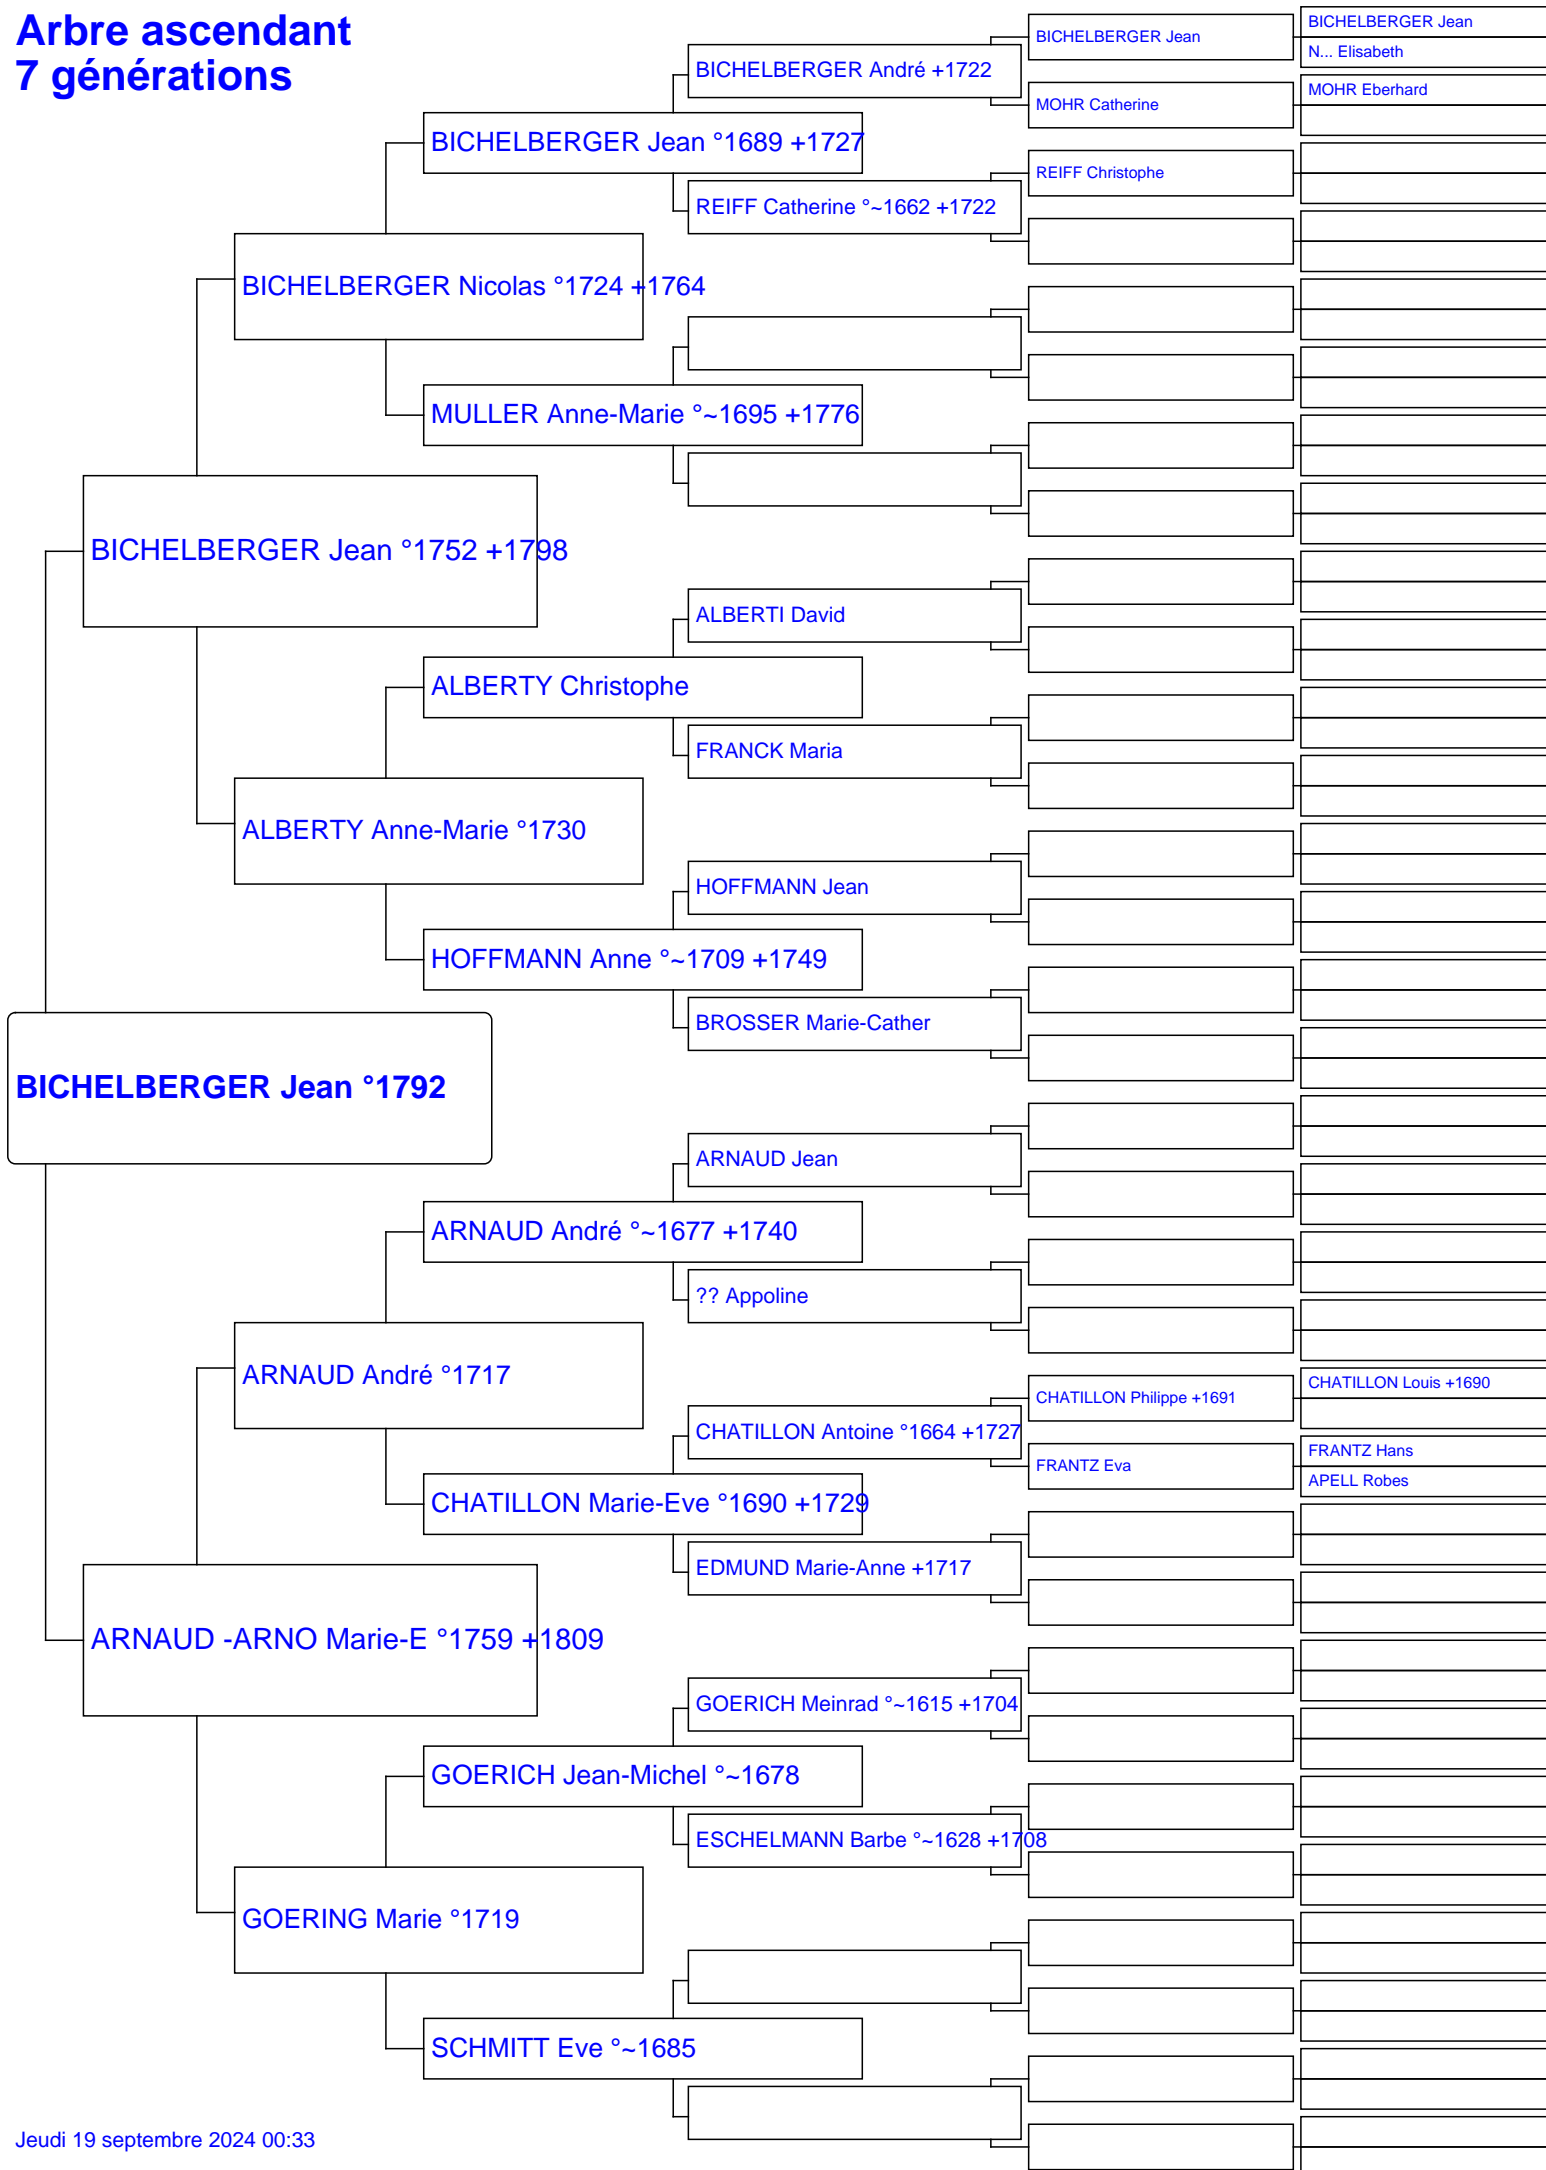 Arbre ascendant
7 générations
BICHELBERGER Jean
N... Elisabeth
BICHELBERGER Jean
BICHELBERGER André +1722
MOHR Eberhard
MOHR Catherine
BICHELBERGER Jean °1689 +1727
REIFF Christophe
REIFF Catherine °~1662 +1722
BICHELBERGER Nicolas °1724 +1764
MULLER Anne-Marie °~1695 +1776
BICHELBERGER Jean °1752 +1798
ALBERTI David
ALBERTY Christophe
FRANCK Maria
ALBERTY Anne-Marie °1730
HOFFMANN Jean
HOFFMANN Anne °~1709 +1749
BROSSER Marie-Cather
BICHELBERGER Jean °1792
ARNAUD Jean
ARNAUD André °~1677 +1740
?? Appoline
ARNAUD André °1717
CHATILLON Louis +1690
CHATILLON Philippe +1691
CHATILLON Antoine °1664 +1727
FRANTZ Hans
FRANTZ Eva
APELL Robes
CHATILLON Marie-Eve °1690 +1729
EDMUND Marie-Anne +1717
ARNAUD -ARNO Marie-E °1759 +1809
GOERICH Meinrad °~1615 +1704
GOERICH Jean-Michel °~1678
ESCHELMANN Barbe °~1628 +1708
GOERING Marie °1719
SCHMITT Eve °~1685
Jeudi 19 septembre 2024 00:33